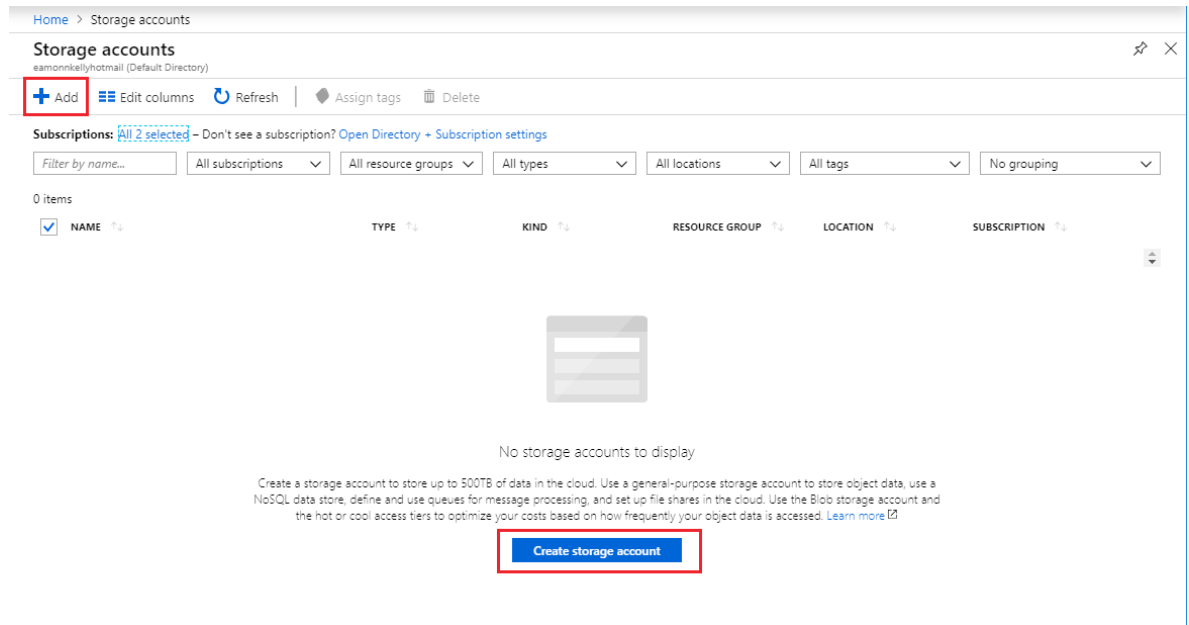 Home > Storage accounts
Storage accounts
eamonnkellyhotmail (Default Directory)
Add Edit columns Refresh Assign tags Delete
Subscriptions: All 2 selected – Don't see a subscription? Open Directory + Subscription settings
Filter by name... All subscriptions All resource groups All types All locations All tags No grouping
0 items
NAME TYPE KIND RESOURCE GROUP LOCATION SUBSCRIPTION
No storage accounts to display
Create a storage account to store up to 500TB of data in the cloud. Use a general-purpose storage account to store object data, use a
NoSQL data store, define and use queues for message processing, and set up file shares in the cloud. Use the Blob storage account and
the hot or cool access tiers to optimize your costs based on how frequently your object data is accessed. Learn more
Create storage account